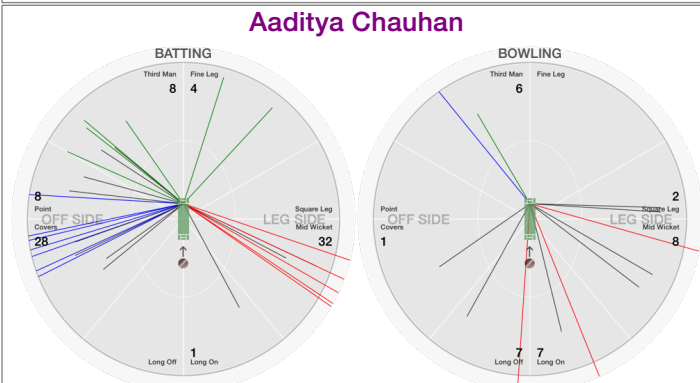 Aaditya Chauhan
BATTING
Third Man
Fine Leg
8
4
8
Point
OFF SIDE
Covers
28
Square Leg
LEG SIDE
Mid Wicket
32
1
Long Off
Long On
BOWLING
Third Man
Fine Leg
6
Point
OFF SIDE
Covers
1
2
Square Leg
LEG SIDE
Mid Wicket
8
7
7
Long Off
Long On